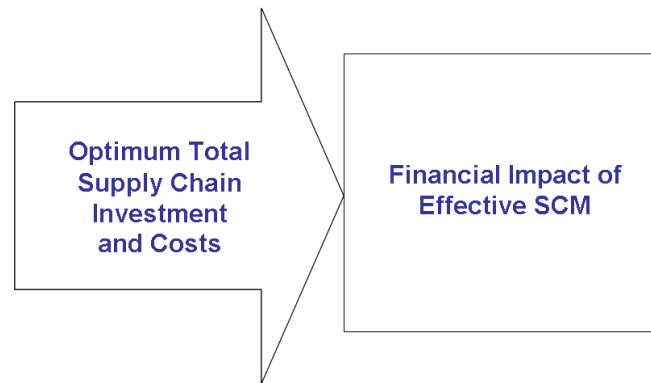 Optimum Total
Supply Chain
Investment
and Costs
Financial Impact of
Effective SCM